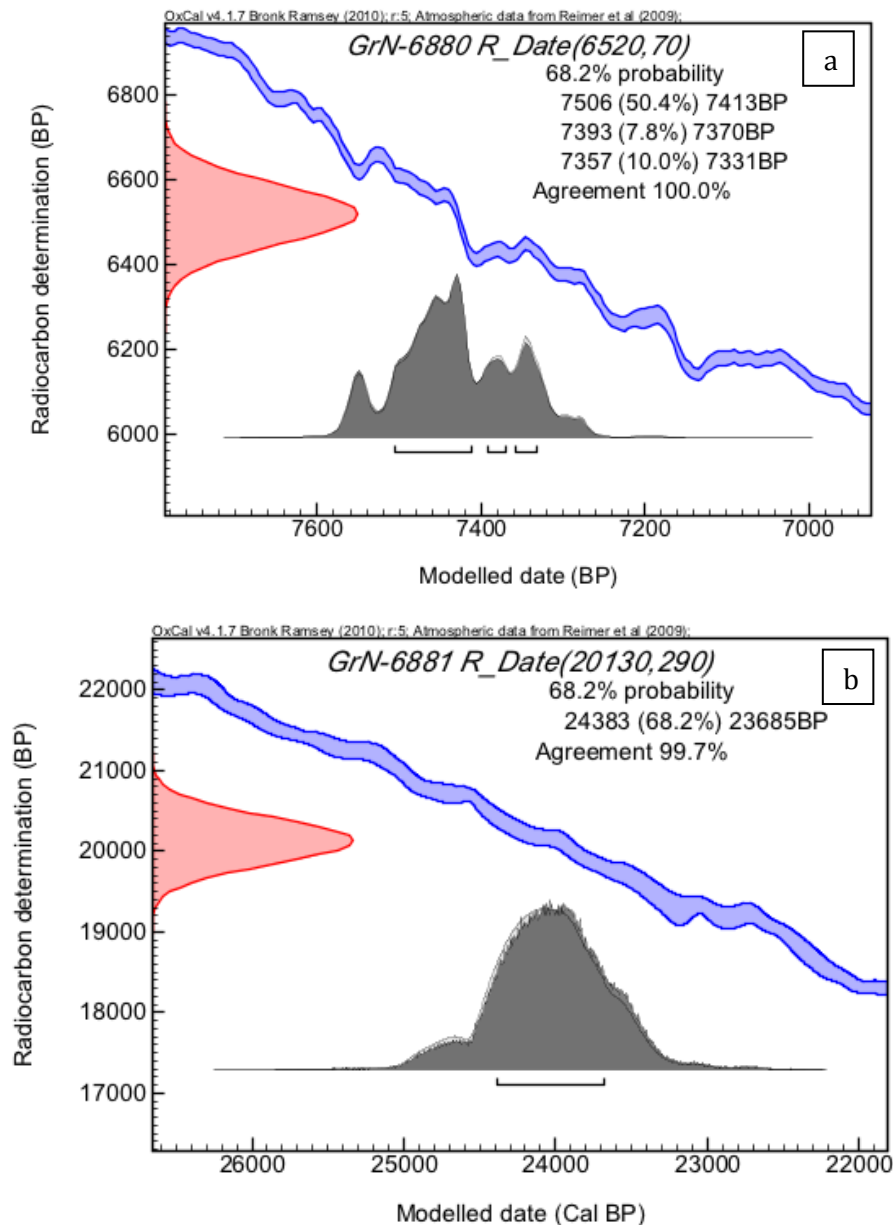 OxCal v4.1.7 Bronk Ramsey (2010); r:5; Atmospheric data from Reimer et al (2009);
GrN-6880 R_Date(6520,70)
a
68.2% probability
7506 (50.4%) 7413BP
7393 (7.8%) 7370BP
7357 (10.0%) 7331BP
Agreement 100.0%
Radiocarbon determination (BP)
6800
6600
6400
6200
6000
7600 7400 7200 7000
Modelled date (BP)
OxCal v4.1.7 Bronk Ramsey (2010); r:5; Atmospheric data from Reimer et al (2009);
GrN-6881 R_Date(20130,290)
b
68.2% probability
24383 (68.2%) 23685BP
Agreement 99.7%
Radiocarbon determination (BP)
22000
21000
20000
19000
18000
17000
26000 25000 24000 23000 22000
Modelled date (Cal BP)